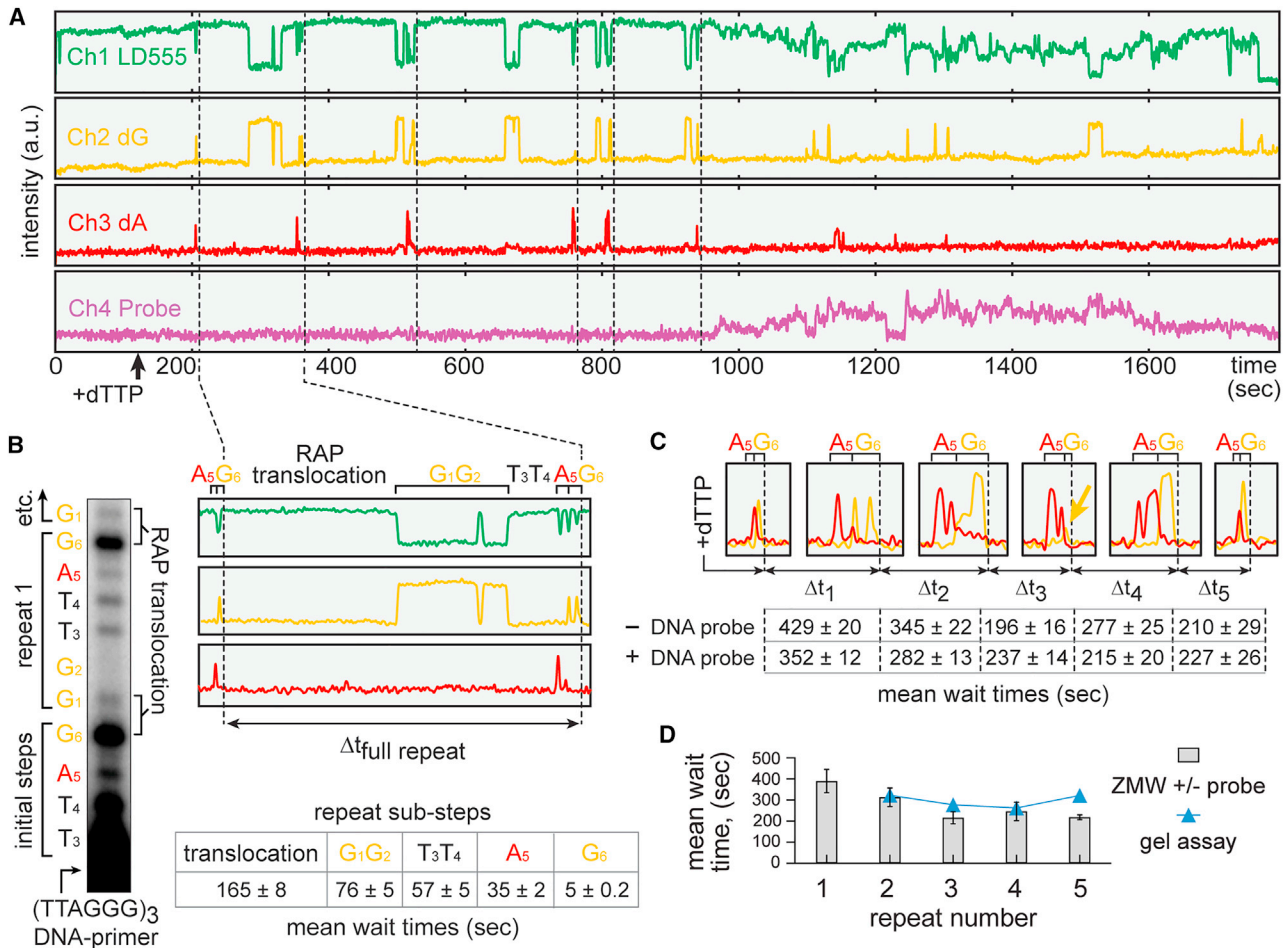 A
intensity (a.u.)
Ch1 LD555
Ch2 dG
Ch3 dA
Ch4 Probe
0 200 400 600 800 1000 1200 1400 1600 time (sec)
+dTTP
B
etc.
G1
G6
A5
T4
T3
G2
G1
G6
A5
T4
T3
repeat 1
initial steps
RAP translocation
RAP translocation
(TTAGGG)3
DNA-primer
A5G6 RAP translocation G1G2 T3T4 A5G6
Δtfull repeat
repeat sub-steps
translocation G1G2 T3T4 A5 G6
165 ± 8 76 ± 5 57 ± 5 35 ± 2 5 ± 0.2
mean wait times (sec)
C
A5G6 A5G6 A5G6 A5G6 A5G6 A5G6
+dTTP
Δt1 Δt2 Δt3 Δt4 Δt5
− DNA probe 429 ± 20 345 ± 22 196 ± 16 277 ± 25 210 ± 29
+ DNA probe 352 ± 12 282 ± 13 237 ± 14 215 ± 20 227 ± 26
mean wait times (sec)
D
mean wait time, (sec)
500
400
300
200
100
0
1 2 3 4 5
repeat number
ZMW +/- probe
gel assay